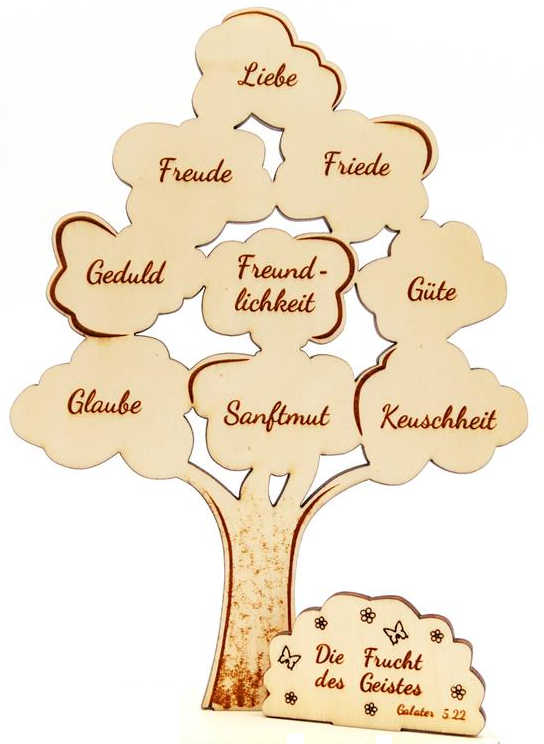 Liebe
Freude
Friede
Geduld
Freund-
lichkeit
Güte
Glaube
Sanftmut
Keuschheit
Die Frucht
des Geistes
Galater 5.22